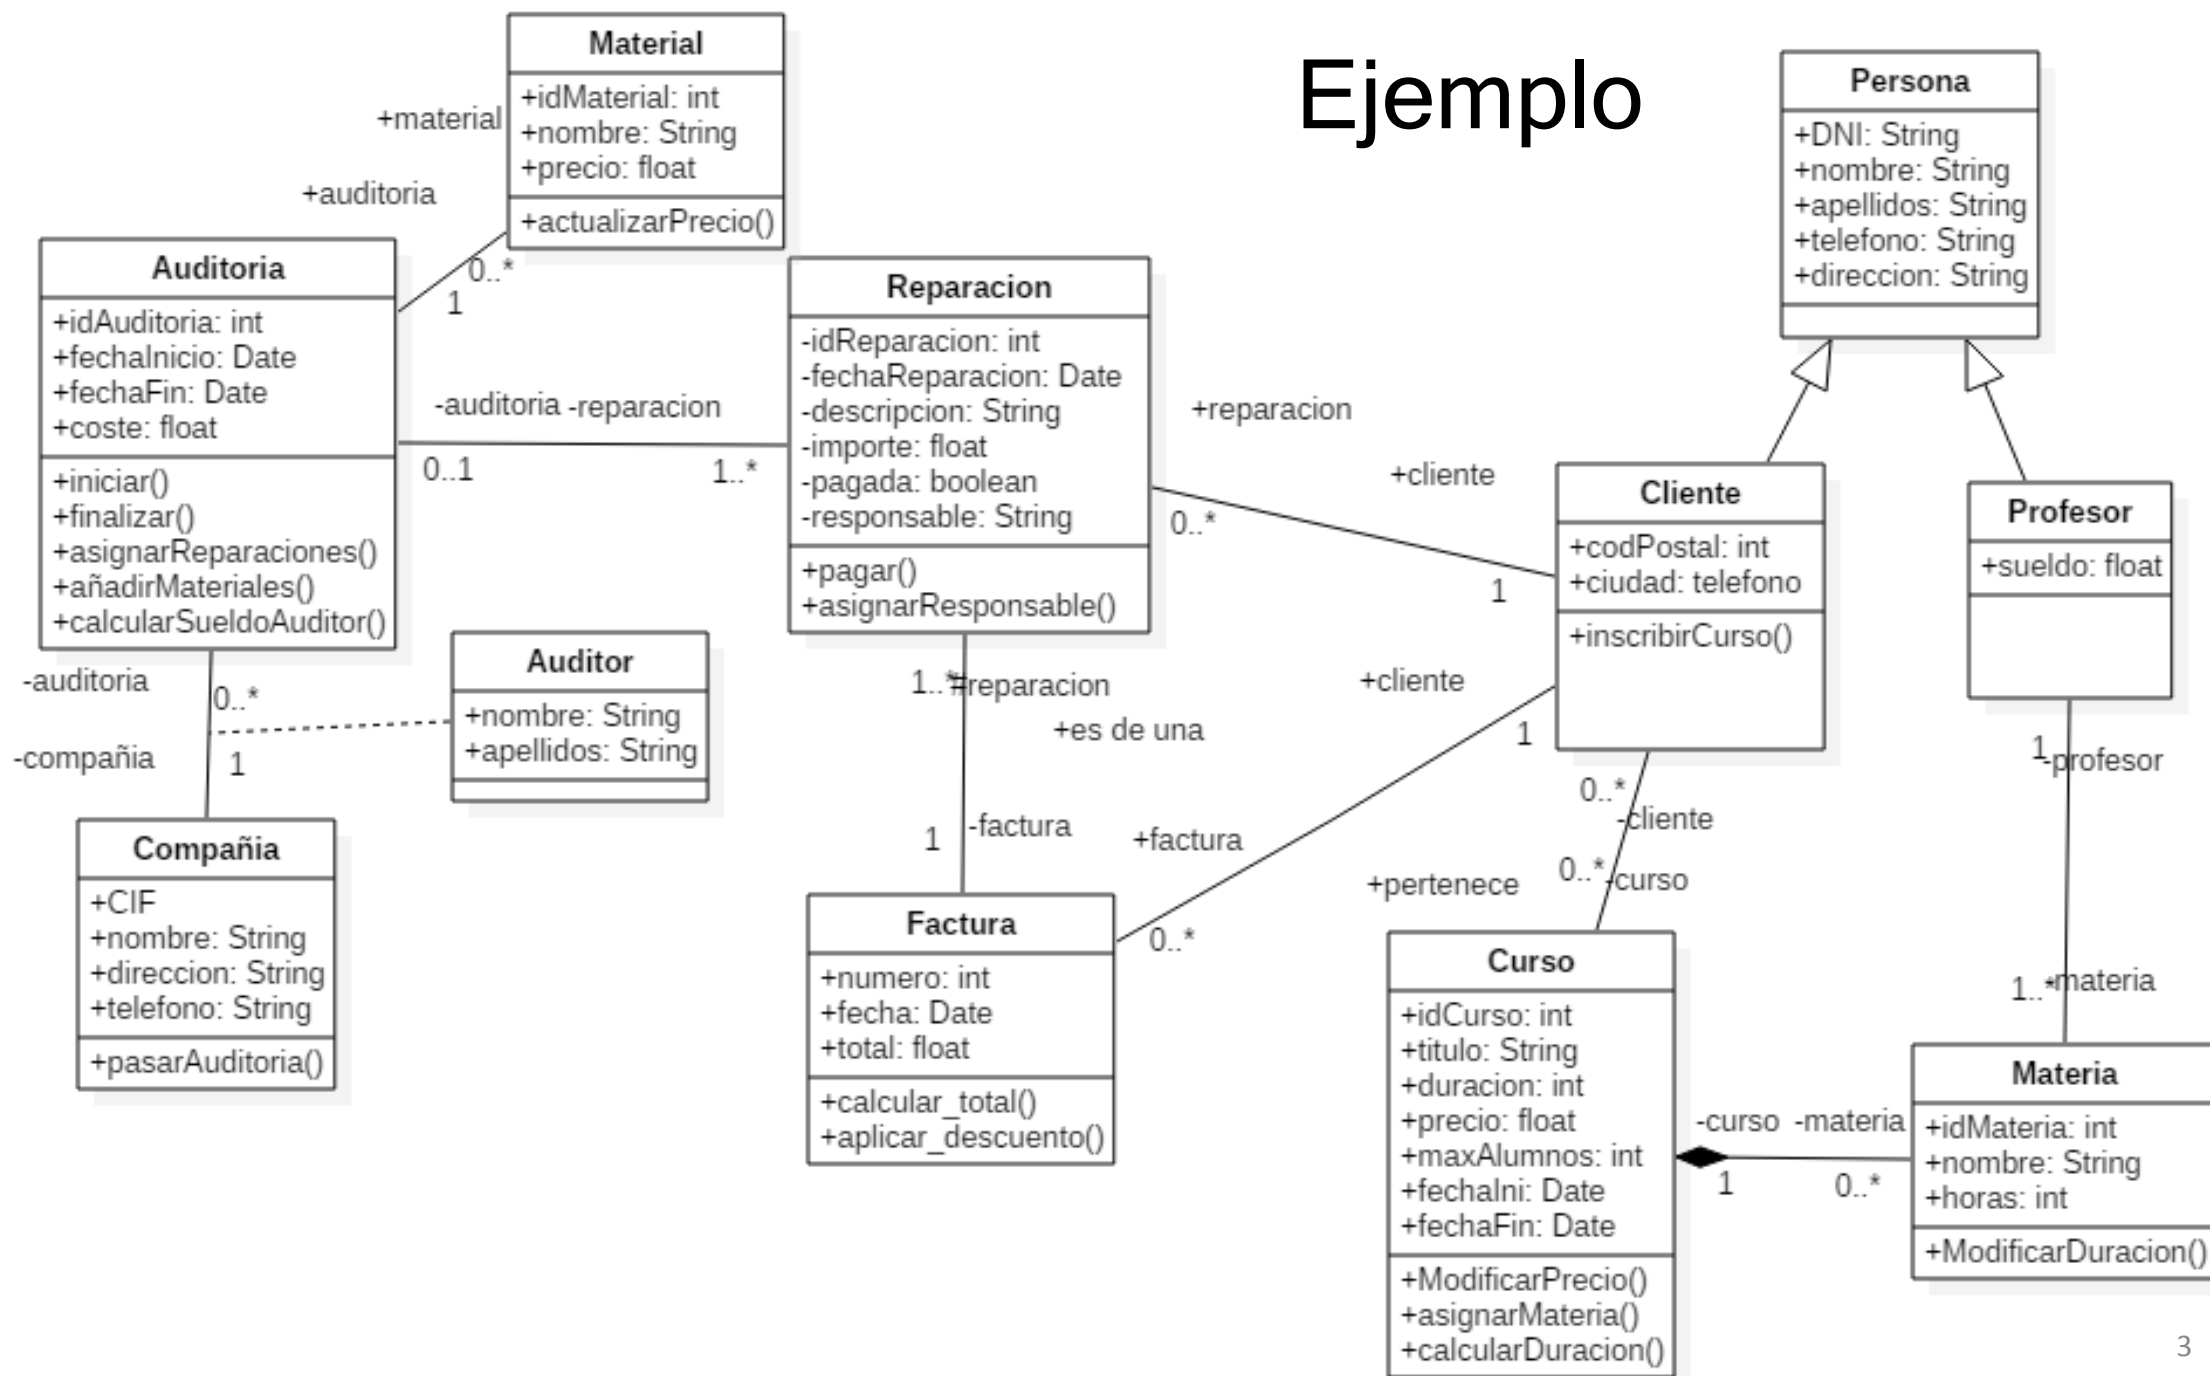 Ejemplo
Material
+idMaterial: int
+nombre: String
+precio: float
+actualizarPrecio()
+material
+auditoria
0..*
1
Auditoria
+idAuditoria: int
+fechaInicio: Date
+fechaFin: Date
+coste: float
+iniciar()
+finalizar()
+asignarReparaciones()
+añadirMateriales()
+calcularSueldoAuditor()
-auditoria
-reparacion
0..1
1..*
Reparacion
-idReparacion: int
-fechaReparacion: Date
-descripcion: String
-importe: float
-pagada: boolean
-responsable: String
+pagar()
+asignarResponsable()
+reparacion
+cliente
0..*
1
Persona
+DNI: String
+nombre: String
+apellidos: String
+telefono: String
+direccion: String
Cliente
+codPostal: int
+ciudad: telefono
+inscribirCurso()
Profesor
+sueldo: float
-auditoria
0..*
-compañia
1
Auditor
+nombre: String
+apellidos: String
Compañia
+CIF
+nombre: String
+direccion: String
+telefono: String
+pasarAuditoria()
1..*
#reparacion
+es de una
1
-factura
+cliente
1
+factura
0..*
Factura
+numero: int
+fecha: Date
+total: float
+calcular_total()
+aplicar_descuento()
0..*
-cliente
+pertenece
0..*
-curso
Curso
+idCurso: int
+titulo: String
+duracion: int
+precio: float
+maxAlumnos: int
+fechaIni: Date
+fechaFin: Date
+ModificarPrecio()
+asignarMateria()
+calcularDuracion()
1
-profesor
1..*
-materia
-curso
-materia
1
0..*
Materia
+idMateria: int
+nombre: String
+horas: int
+ModificarDuracion()
3